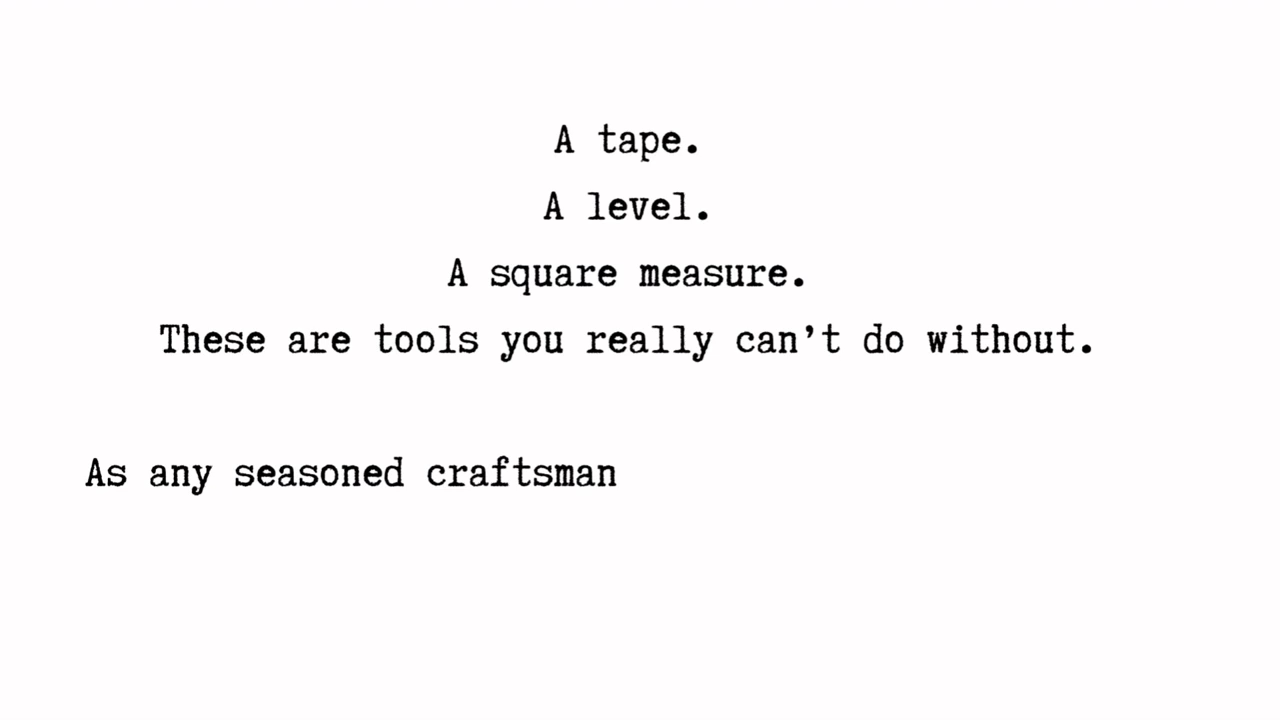 A tape.
A level.
A square measure.
These are tools you really can’t do without.
As any seasoned craftsman